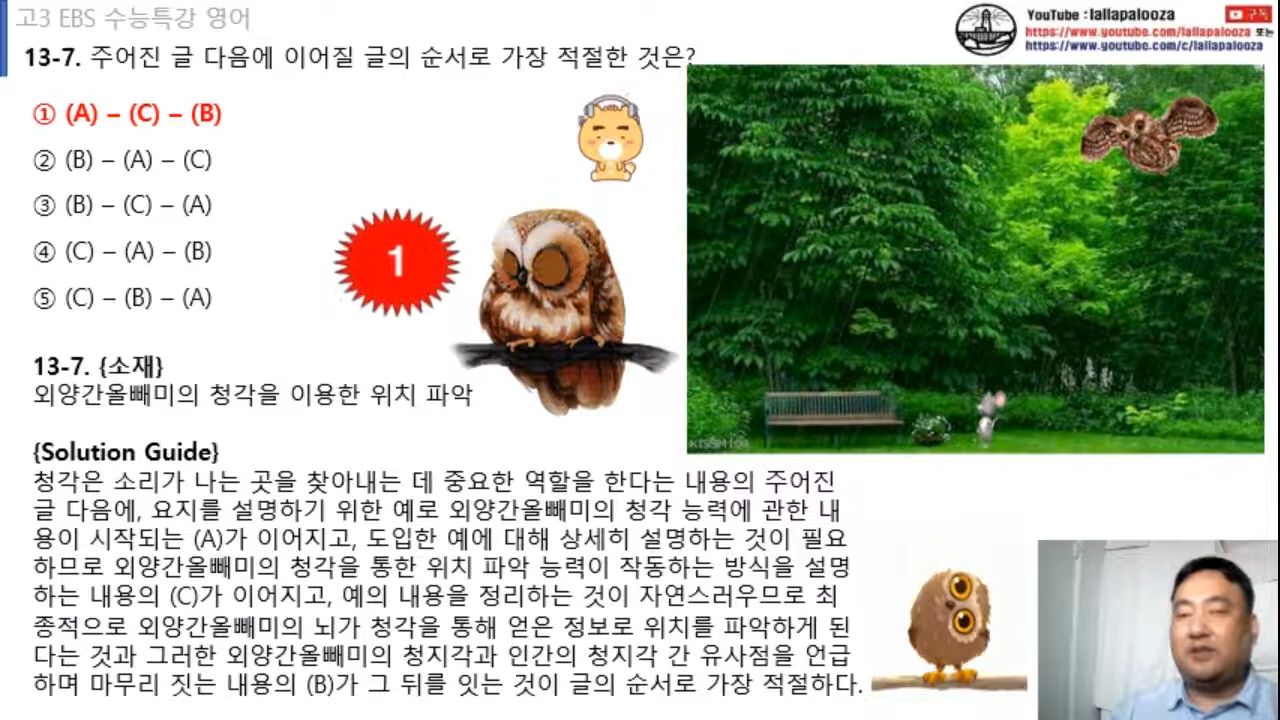 고3 EBS 수능특강 영어
YouTube : lallapalooza
구독
https://www.youtube.com/lallapalooza 또는
https://www.youtube.com/c/lallapalooza
13-7. 주어진 글 다음에 이어질 글의 순서로 가장 적절한 것은?
① (A) – (C) – (B)
② (B) – (A) – (C)
③ (B) – (C) – (A)
④ (C) – (A) – (B)
⑤ (C) – (B) – (A)
1
13-7. {소재}
외양간올빼미의 청각을 이용한 위치 파악
{Solution Guide}
청각은 소리가 나는 곳을 찾아내는 데 중요한 역할을 한다는 내용의 주어진
글 다음에, 요지를 설명하기 위한 예로 외양간올빼미의 청각 능력에 관한 내
용이 시작되는 (A)가 이어지고, 도입한 예에 대해 상세히 설명하는 것이 필요
하므로 외양간올빼미의 청각을 통한 위치 파악 능력이 작동하는 방식을 설명
하는 내용의 (C)가 이어지고, 예의 내용을 정리하는 것이 자연스러우므로 최
종적으로 외양간올빼미의 뇌가 청각을 통해 얻은 정보로 위치를 파악하게 된
다는 것과 그러한 외양간올빼미의 청지각과 인간의 청지각 간 유사점을 언급
하며 마무리 짓는 내용의 (B)가 그 뒤를 잇는 것이 글의 순서로 가장 적절하다.